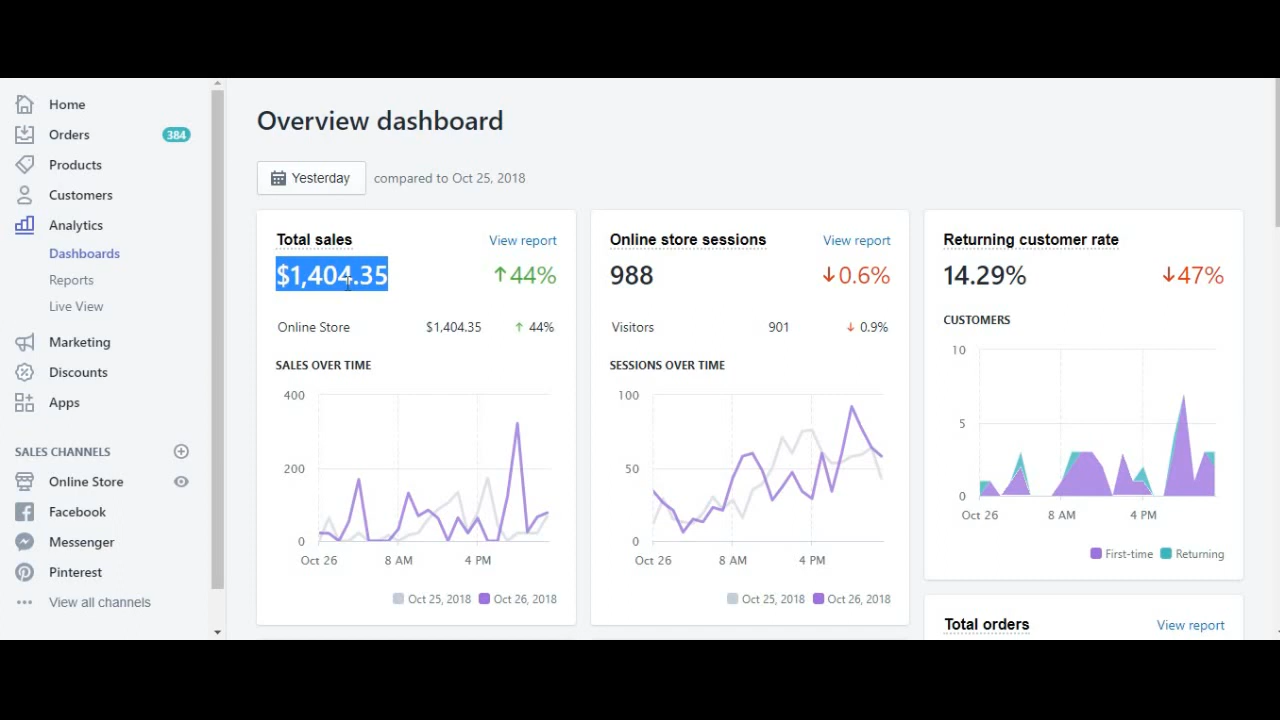 Home
Orders 384
Products
Customers
Analytics
Dashboards
Reports
Live View
Marketing
Discounts
Apps
SALES CHANNELS
Online Store
Facebook
Messenger
Pinterest
View all channels
Overview dashboard
Yesterday compared to Oct 25, 2018
Total sales View report
$1,404.35 44%
Online Store $1,404.35 44%
SALES OVER TIME
400
200
0
Oct 26 8 AM 4 PM
Oct 25, 2018 Oct 26, 2018
Online store sessions View report
988 0.6%
Visitors 901 0.9%
SESSIONS OVER TIME
100
50
0
Oct 26 8 AM 4 PM
Oct 25, 2018 Oct 26, 2018
Returning customer rate
14.29% 47%
CUSTOMERS
10
5
0
Oct 26 8 AM 4 PM
First-time Returning
Total orders View report